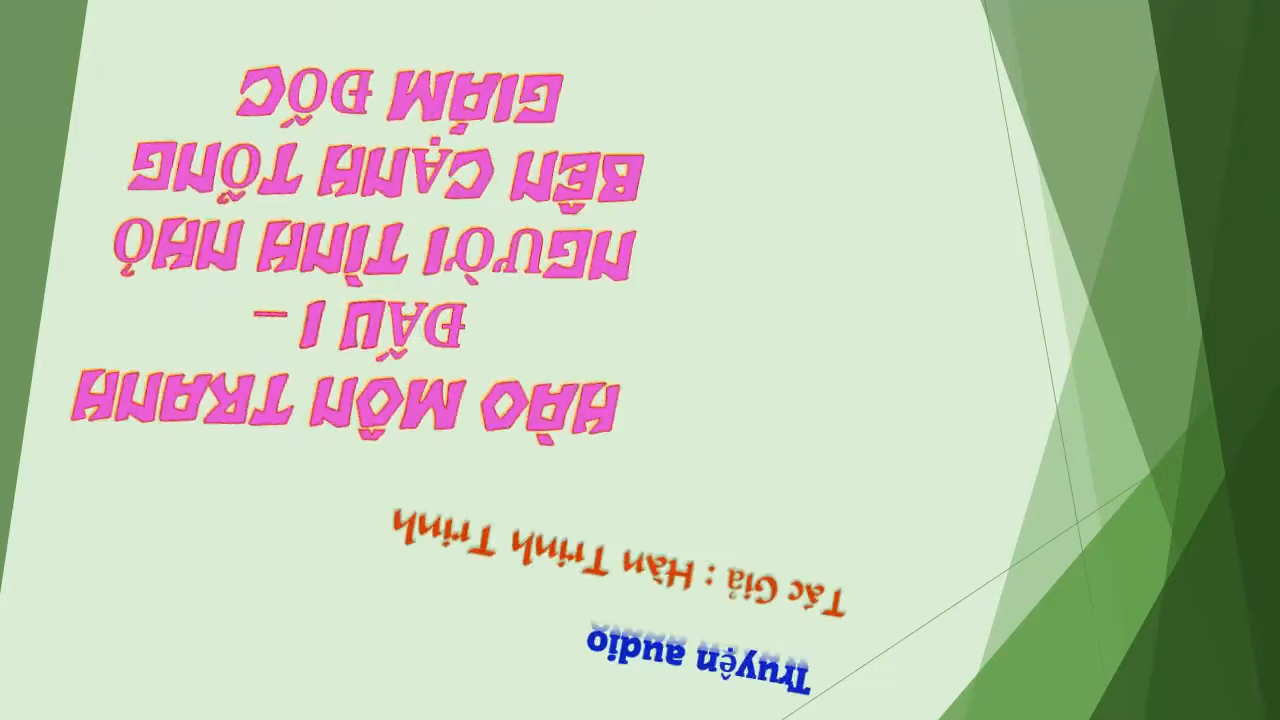 Truyện audio
Tác Giả : Hàn Trinh Trinh
HÀO MÔN TRANH
ĐẤU 1 –
NGƯỜI TÌNH NHỎ
BÊN CẠNH TỔNG
GIÁM ĐỐC